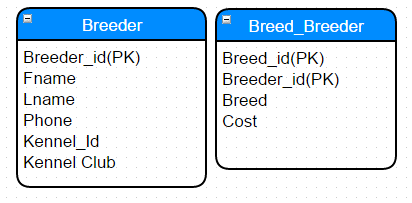 Breeder
Breeder_id(PK)
Fname
Lname
Phone
Kennel_Id
Kennel Club
Breed_Breeder
Breed_id(PK)
Breeder_id(PK)
Breed
Cost